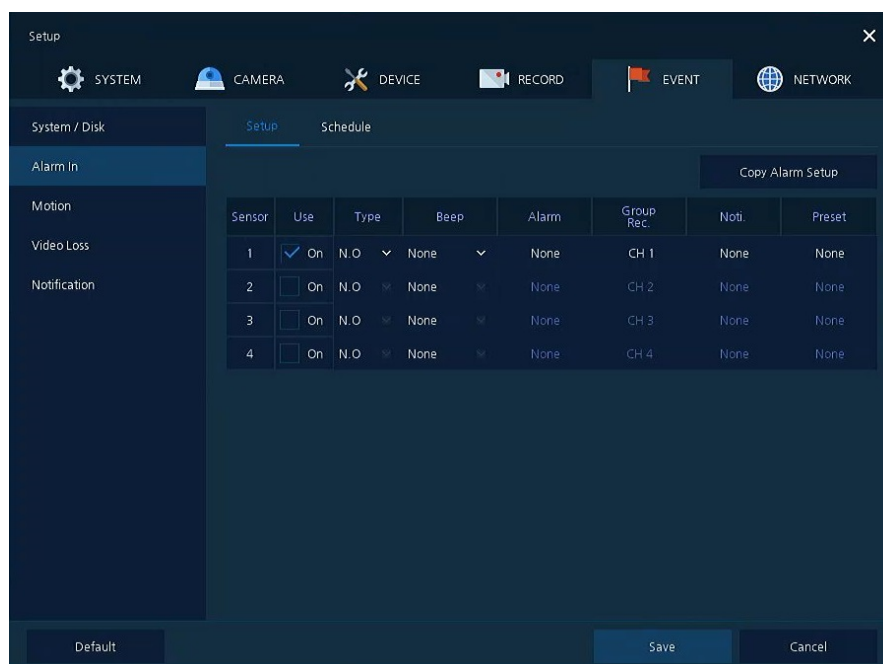 Setup
SYSTEM CAMERA DEVICE RECORD EVENT NETWORK
System / Disk
Alarm In
Motion
Video Loss
Notification
Setup Schedule
Copy Alarm Setup
Sensor Use Type Beep Alarm Group Rec. Noti. Preset
1 On N.O None None CH 1 None None
2 On N.O None None CH 2 None None
3 On N.O None None CH 3 None None
4 On N.O None None CH 4 None None
Default Save Cancel